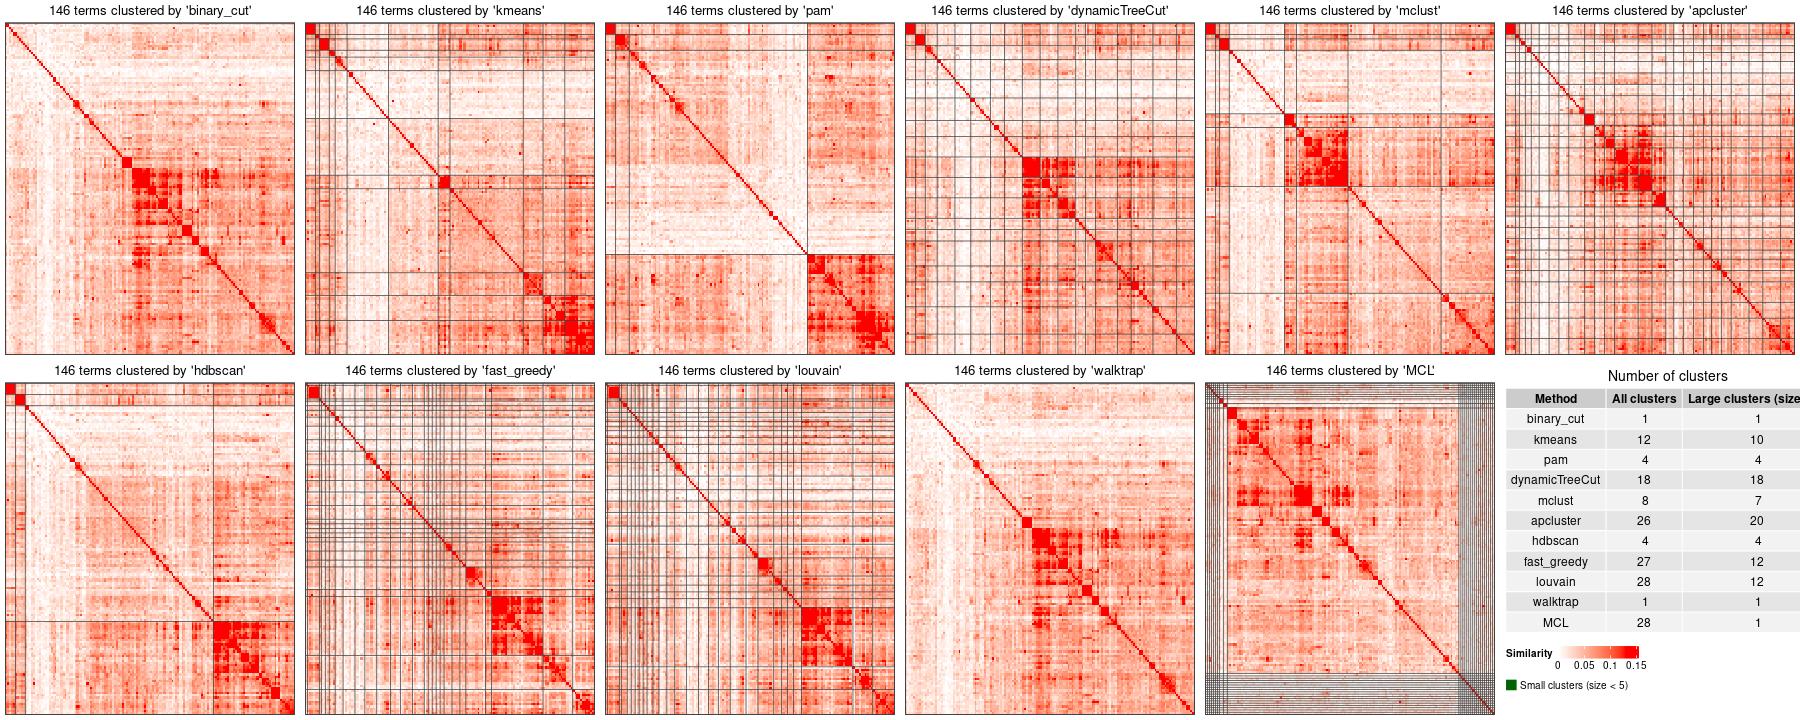 146 terms clustered by 'binary_cut'
146 terms clustered by 'kmeans'
146 terms clustered by 'pam'
146 terms clustered by 'dynamicTreeCut'
146 terms clustered by 'mclust'
146 terms clustered by 'apcluster'
146 terms clustered by 'hdbscan'
146 terms clustered by 'fast_greedy'
146 terms clustered by 'louvain'
146 terms clustered by 'walktrap'
146 terms clustered by 'MCL'
Number of clusters
Method All clusters Large clusters (size
binary_cut 1 1
kmeans 12 10
pam 4 4
dynamicTreeCut 18 18
mclust 8 7
apcluster 26 20
hdbscan 4 4
fast_greedy 27 12
louvain 28 12
walktrap 1 1
MCL 28 1
Similarity
0 0.05 0.1 0.15
Small clusters (size < 5)